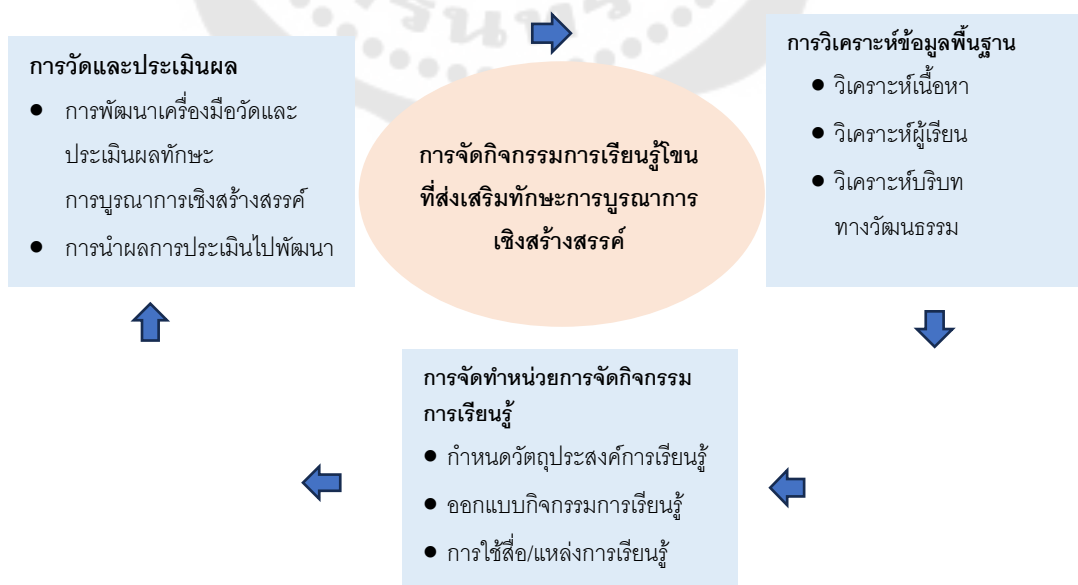 การวัดและประเมินผล
● การพัฒนาเครื่องมือวัดและ
ประเมินผลทักษะ
การบูรณาการเชิงสร้างสรรค์
● การนำผลการประเมินไปพัฒนา
การจัดกิจกรรมการเรียนรู้โขน
ที่ส่งเสริมทักษะการบูรณาการ
เชิงสร้างสรรค์
การวิเคราะห์ข้อมูลพื้นฐาน
● วิเคราะห์เนื้อหา
● วิเคราะห์ผู้เรียน
● วิเคราะห์บริบท
ทางวัฒนธรรม
การจัดทำหน่วยการจัดกิจกรรม
การเรียนรู้
● กำหนดวัตถุประสงค์การเรียนรู้
● ออกแบบกิจกรรมการเรียนรู้
● การใช้สื่อ/แหล่งการเรียนรู้